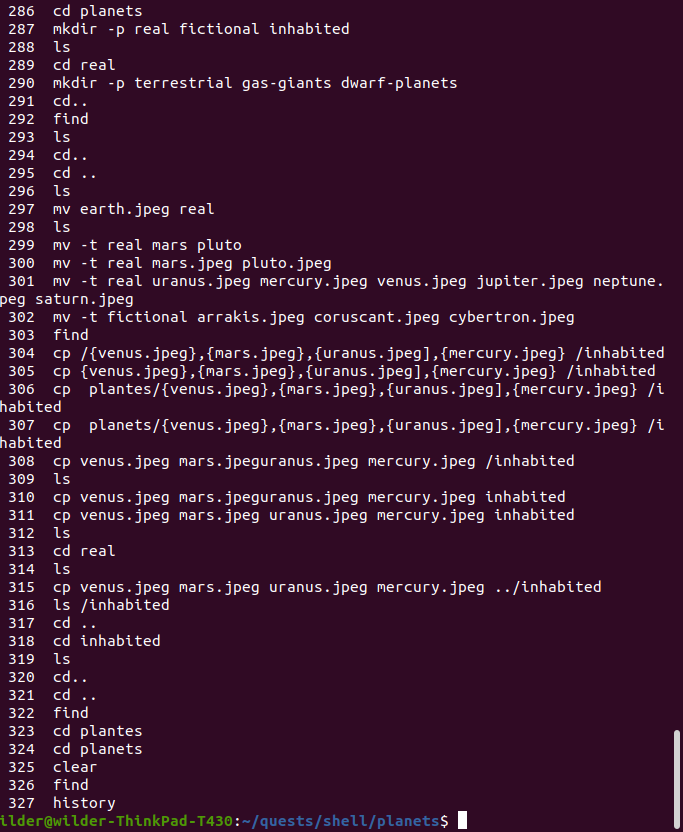 286  cd planets
287  mkdir -p real fictional inhabited
288  ls
289  cd real
290  mkdir -p terrestrial gas-giants dwarf-planets
291  cd..
292  find
293  ls
294  cd..
295  cd ..
296  ls
297  mv earth.jpeg real
298  ls
299  mv -t real mars pluto
300  mv -t real mars.jpeg pluto.jpeg
301  mv -t real uranus.jpeg mercury.jpeg venus.jpeg jupiter.jpeg neptune.
peg saturn.jpeg
302  mv -t fictional arrakis.jpeg coruscant.jpeg cybertron.jpeg
303  find
304  cp /{venus.jpeg},{mars.jpeg},{uranus.jpeg],{mercury.jpeg} /inhabited
305  cp {venus.jpeg},{mars.jpeg},{uranus.jpeg],{mercury.jpeg} /inhabited
306  cp  plantes/{venus.jpeg},{mars.jpeg},{uranus.jpeg],{mercury.jpeg} /i
habited
307  cp  planets/{venus.jpeg},{mars.jpeg},{uranus.jpeg],{mercury.jpeg} /i
habited
308  cp venus.jpeg mars.jpeguranus.jpeg mercury.jpeg /inhabited
309  ls
310  cp venus.jpeg mars.jpeguranus.jpeg mercury.jpeg inhabited
311  cp venus.jpeg mars.jpeg uranus.jpeg mercury.jpeg inhabited
312  ls
313  cd real
314  ls
315  cp venus.jpeg mars.jpeg uranus.jpeg mercury.jpeg ../inhabited
316  ls /inhabited
317  cd ..
318  cd inhabited
319  ls
320  cd..
321  cd ..
322  find
323  cd plantes
324  cd planets
325  clear
326  find
327  history
ilder@wilder-ThinkPad-T430:~/quests/shell/planets$